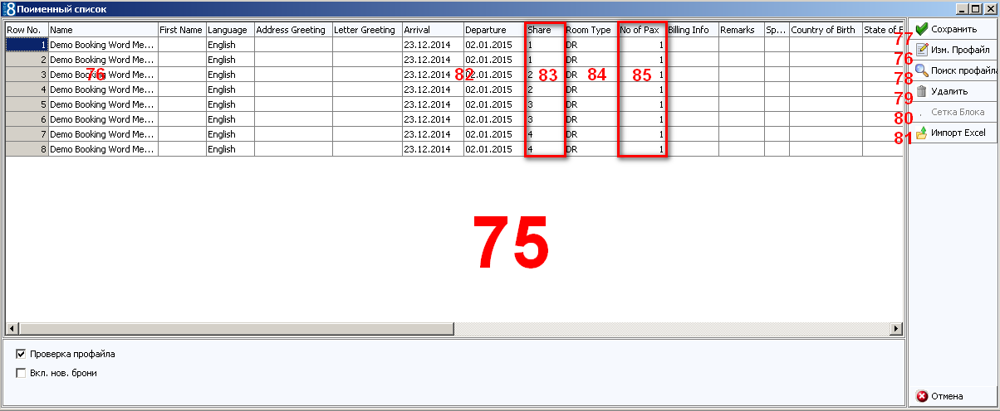 8 Поименный список
Row No. Name First Name Language Address Greeting Letter Greeting Arrival Departure Share Room Type No of Pax Billing Info Remarks Sp... Country of Birth State of B
1 Demo Booking Word Me... English 23.12.2014 02.01.2015 1 DR 1
2 Demo Booking Word Me... English 23.12.2014 02.01.2015 1 DR 1
3 Demo Booking Word Me... English 23.12.2014 02.01.2015 2 DR 1
4 Demo Booking Word Me... English 23.12.2014 02.01.2015 2 DR 1
5 Demo Booking Word Me... English 23.12.2014 02.01.2015 3 DR 1
6 Demo Booking Word Me... English 23.12.2014 02.01.2015 3 DR 1
7 Demo Booking Word Me... English 23.12.2014 02.01.2015 4 DR 1
8 Demo Booking Word Me... English 23.12.2014 02.01.2015 4 DR 1
76 82 83 84 85
75
77 Сохранить
76 Изм. Профайл
78 Поиск профайла
79 Удалить
80 Сетка Блока
81 Импорт Excel
Проверка профайла
Вкл. нов. брони
Отмена